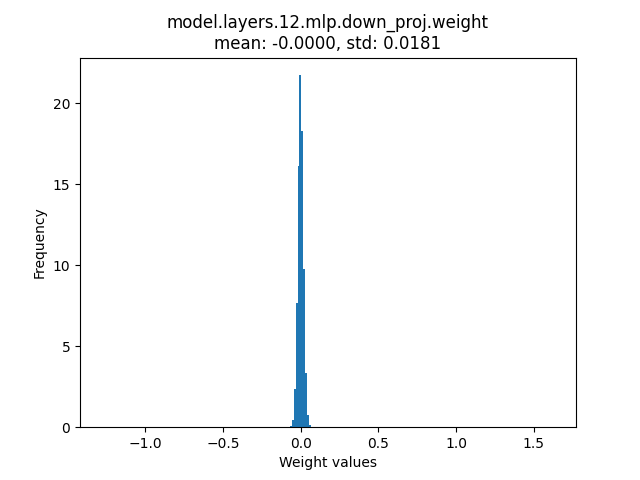 model.layers.12.mlp.down_proj.weight
mean: -0.0000, std: 0.0181
20
15
10
5
0
Frequency
−1.0 −0.5 0.0 0.5 1.0 1.5
Weight values